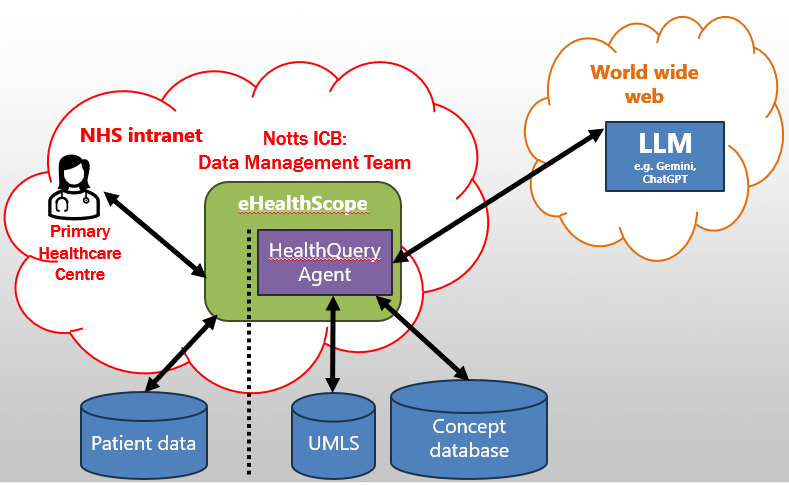 World wide
web
LLM
e.g. Gemini,
ChatGPT
NHS intranet
Notts ICB:
Data Management Team
Primary
Healthcare
Centre
eHealthScope
HealthQuery
Agent
Patient data
UMLS
Concept
database